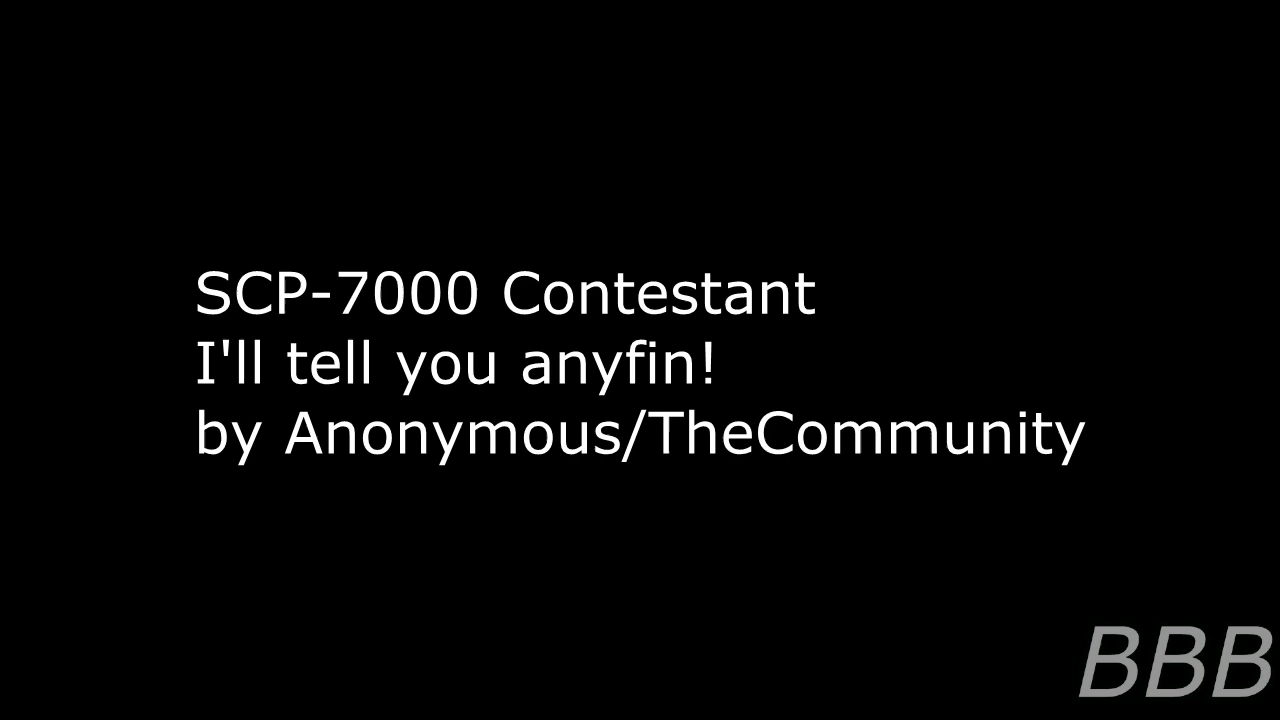 SCP-7000 Contestant
I'll tell you anyfin!
by Anonymous/TheCommunity
BBB